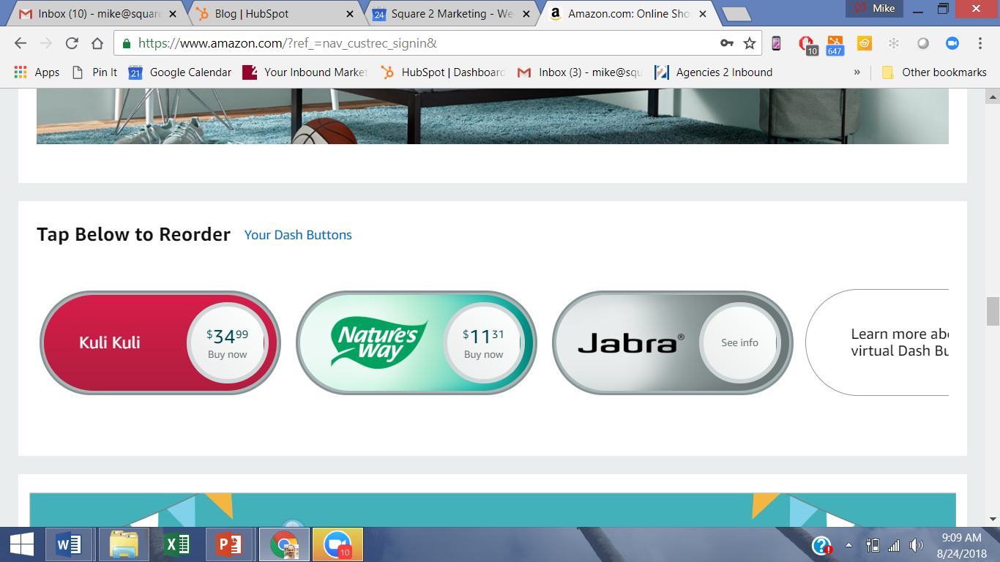 Inbox (10) - mike@square
Blog | HubSpot
24
Square 2 Marketing - We
a
Amazon.com: Online Sho
Mike
https://www.amazon.com/?ref_=nav_custrec_signin&
10
647
Apps
Pin It
21
Google Calendar
2
Your Inbound Market
HubSpot | Dashboard
Inbox (3) - mike@squ
2
Agencies 2 Inbound
»
Other bookmarks
Tap Below to Reorder
Your Dash Buttons
Kuli Kuli
$3499
Buy now
Nature's
Way
$1131
Buy now
Jabra®
See info
Learn more abo
virtual Dash Bu
W
X
P
10
?
!
9:09 AM
8/24/2018